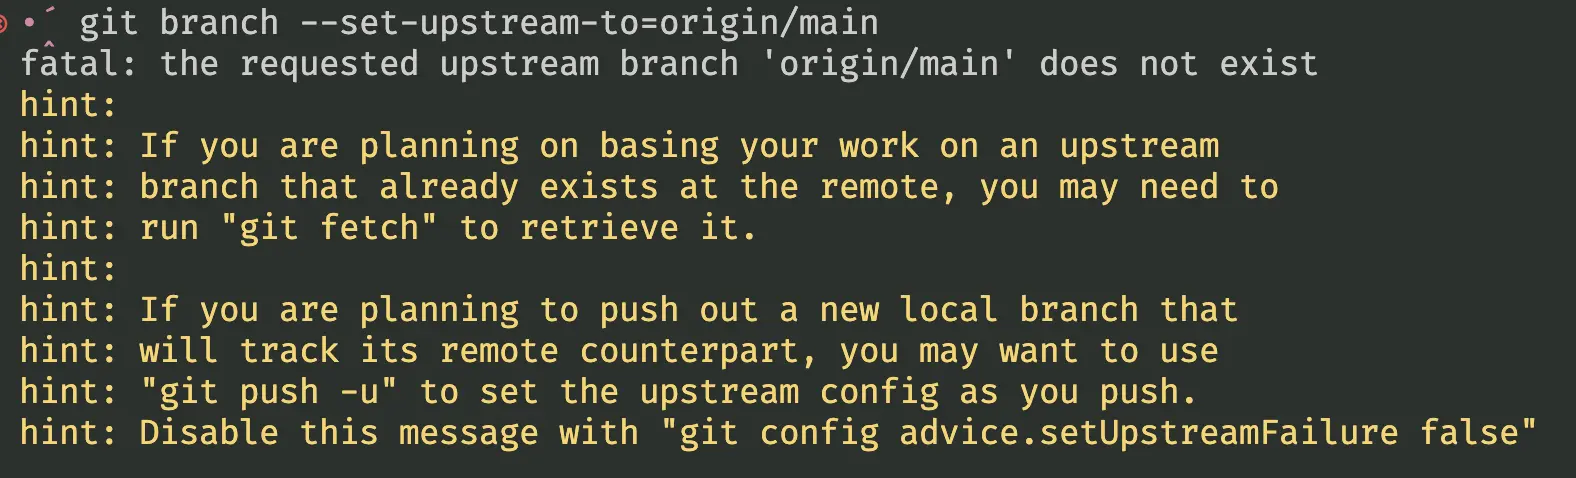 git branch --set-upstream-to=origin/main
fatal: the requested upstream branch 'origin/main' does not exist
hint:
hint: If you are planning on basing your work on an upstream
hint: branch that already exists at the remote, you may need to
hint: run "git fetch" to retrieve it.
hint:
hint: If you are planning to push out a new local branch that
hint: will track its remote counterpart, you may want to use
hint: "git push -u" to set the upstream config as you push.
hint: Disable this message with "git config advice.setUpstreamFailure false"